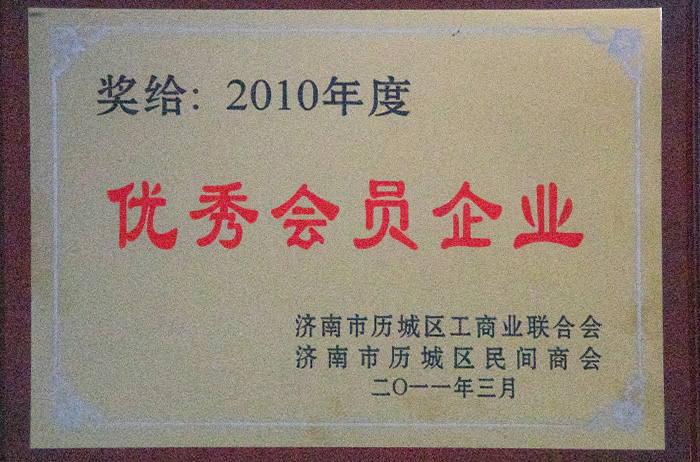 奖给：2010年度
优秀会员企业
济南市历城区工商业联合会
济南市历城区民间商会
二〇一一年三月